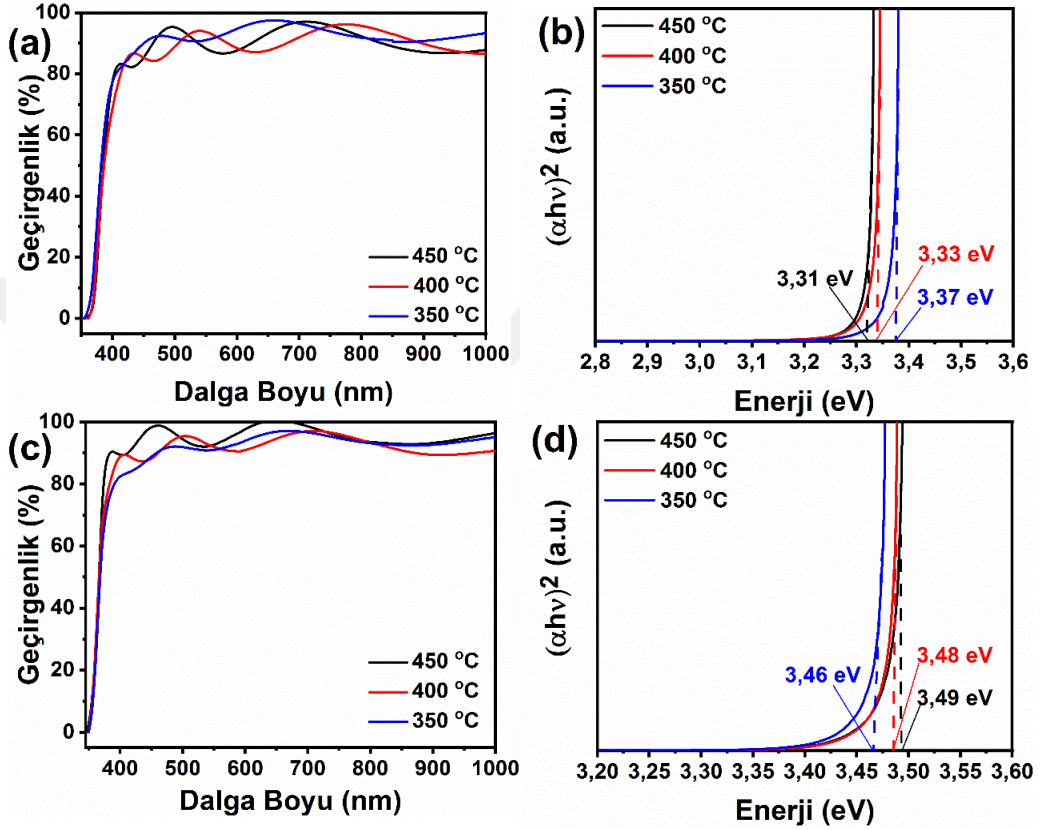 (a)
Geçirgenlik (%)
100
80
60
40
20
0
450 °C
400 °C
350 °C
400 500 600 700 800 900 1000
Dalga Boyu (nm)
(b)
(αhν)² (a.u.)
450 °C
400 °C
350 °C
3,31 eV
3,33 eV
3,37 eV
2,8 2,9 3,0 3,1 3,2 3,3 3,4 3,5 3,6
Enerji (eV)
(c)
Geçirgenlik (%)
100
80
60
40
20
0
450 °C
400 °C
350 °C
400 500 600 700 800 900 1000
Dalga Boyu (nm)
(d)
(αhν)² (a.u.)
450 °C
400 °C
350 °C
3,46 eV
3,48 eV
3,49 eV
3,20 3,25 3,30 3,35 3,40 3,45 3,50 3,55 3,60
Enerji (eV)